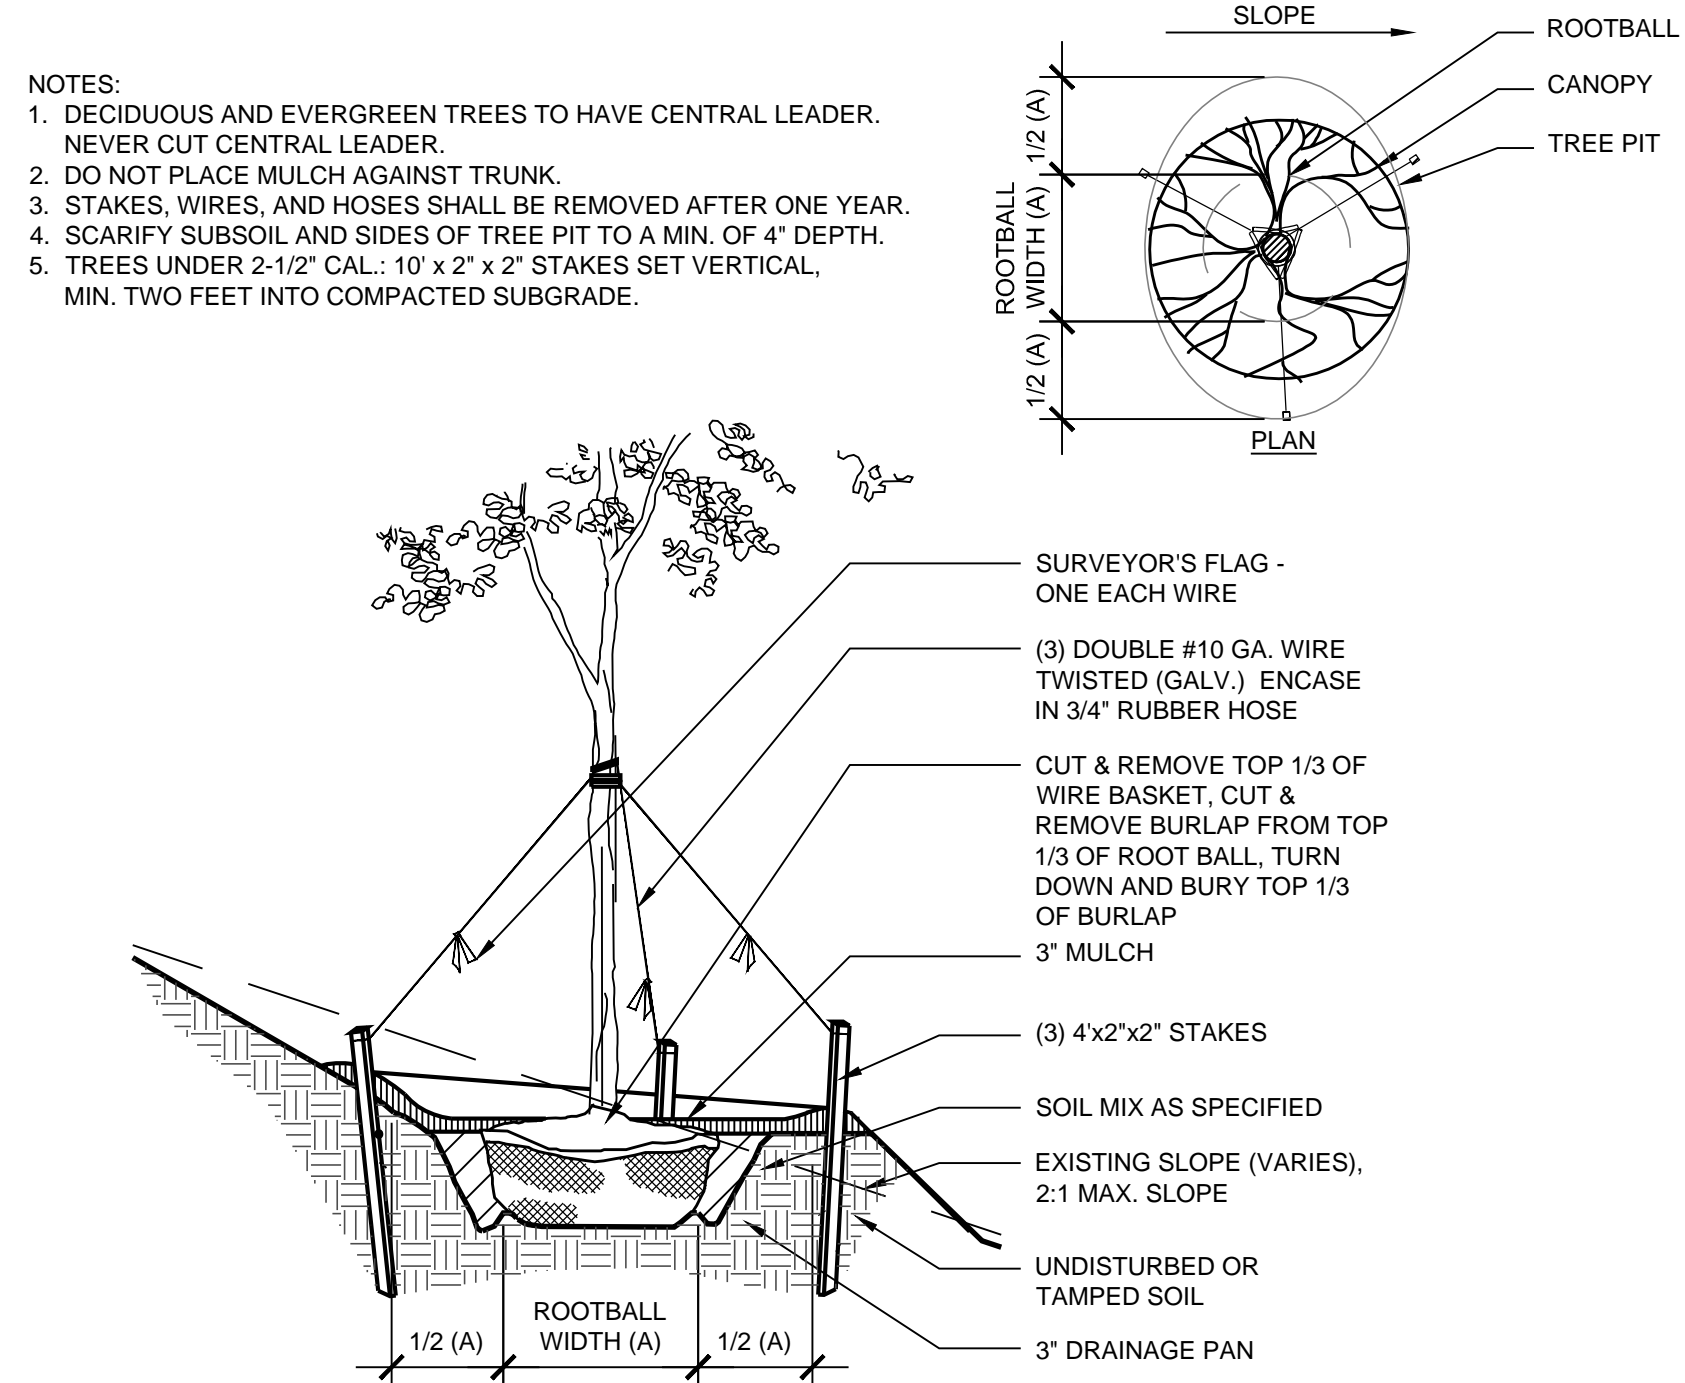 NOTES:
1. DECIDUOUS AND EVERGREEN TREES TO HAVE CENTRAL LEADER.
NEVER CUT CENTRAL LEADER.
2. DO NOT PLACE MULCH AGAINST TRUNK.
3. STAKES, WIRES, AND HOSES SHALL BE REMOVED AFTER ONE YEAR.
4. SCARIFY SUBSOIL AND SIDES OF TREE PIT TO A MIN. OF 4" DEPTH.
5. TREES UNDER 2-1/2" CAL.: 10' x 2" x 2" STAKES SET VERTICAL,
MIN. TWO FEET INTO COMPACTED SUBGRADE.
SLOPE
ROOTBALL
CANOPY
TREE PIT
1/2 (A)
ROOTBALL
WIDTH (A)
1/2 (A)
PLAN
SURVEYOR'S FLAG -
ONE EACH WIRE
(3) DOUBLE #10 GA. WIRE
TWISTED (GALV.) ENCASE
IN 3/4" RUBBER HOSE
CUT & REMOVE TOP 1/3 OF
WIRE BASKET, CUT &
REMOVE BURLAP FROM TOP
1/3 OF ROOT BALL, TURN
DOWN AND BURY TOP 1/3
OF BURLAP
3" MULCH
(3) 4'x2"x2" STAKES
SOIL MIX AS SPECIFIED
EXISTING SLOPE (VARIES),
2:1 MAX. SLOPE
UNDISTURBED OR
TAMPED SOIL
3" DRAINAGE PAN
1/2 (A)
ROOTBALL
WIDTH (A)
1/2 (A)